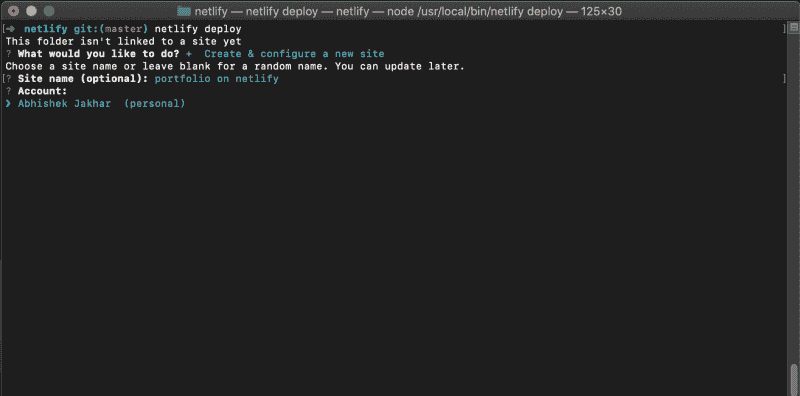 netlify — netlify deploy — netlify — node /usr/local/bin/netlify deploy — 125×30
[➜ netlify git:(master) netlify deploy ]
This folder isn't linked to a site yet
? What would you like to do? + Create & configure a new site
Choose a site name or leave blank for a random name. You can update later.
[? Site name (optional): portfolio on netlify ]
? Account:
❯ Abhishek Jakhar (personal)